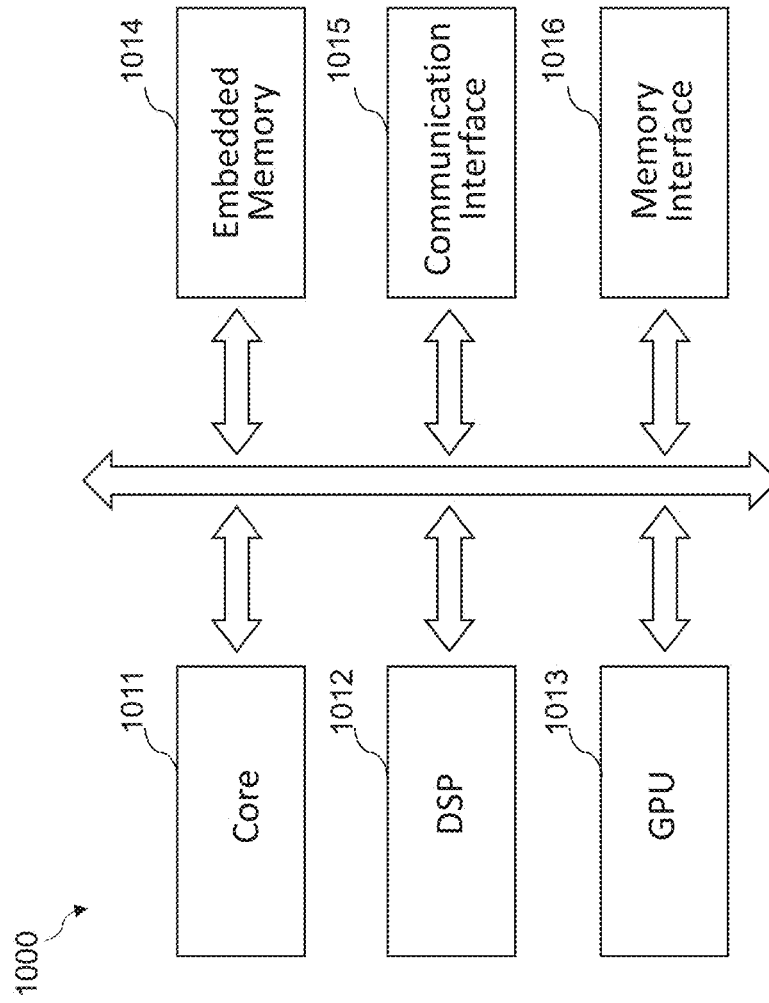 1000
1011
Core
1012
DSP
1013
GPU
1014
Embedded
Memory
1015
Communication
Interface
1016
Memory
Interface